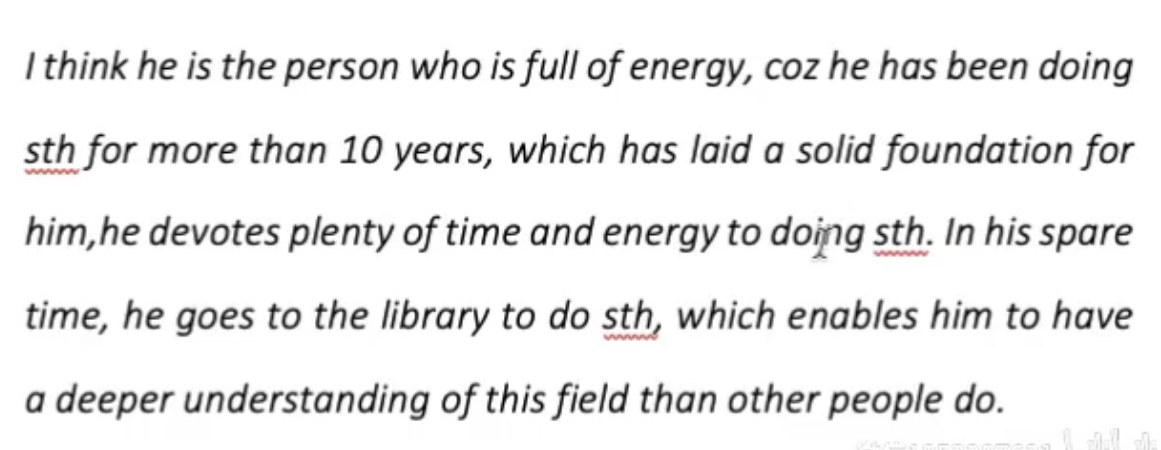 I think he is the person who is full of energy, coz he has been doing
sth for more than 10 years, which has laid a solid foundation for
him,he devotes plenty of time and energy to doing sth. In his spare
time, he goes to the library to do sth, which enables him to have
a deeper understanding of this field than other people do.